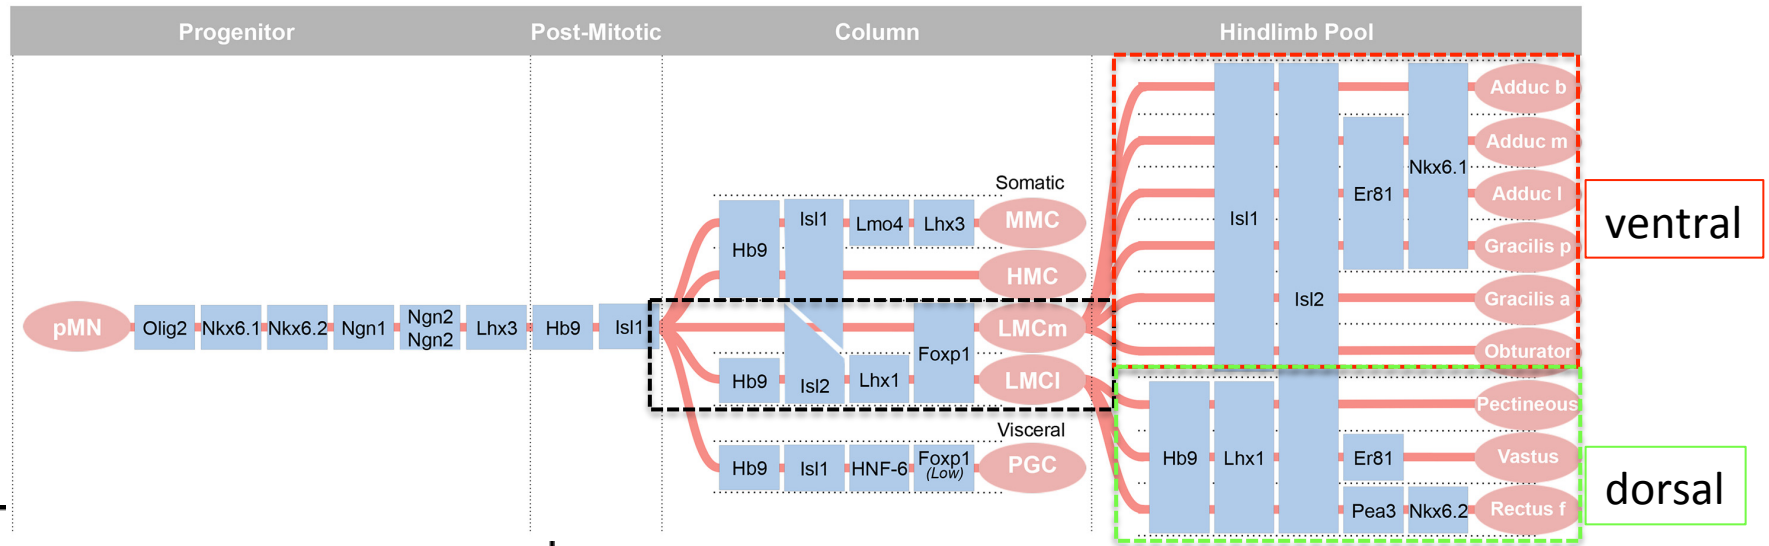 Progenitor Post-Mitotic Column Hindlimb Pool
pMN Olig2 Nkx6.1 Nkx6.2 Ngn1 Ngn2 Ngn2 Lhx3 Hb9 Isl1
Somatic
Hb9 Isl1 Lmo4 Lhx3 MMC
HMC
LMCm
Foxp1
Hb9 Isl2 Lhx1 LMCl
Visceral
Hb9 Isl1 HNF-6 Foxp1 (Low) PGC
Adduc b
Adduc m
Nkx6.1
Er81 Adduc l
Isl1
Gracilis p
Isl2 Gracilis a
Obturator
ventral
Pectineous
Hb9 Lhx1 Er81 Vastus
Pea3 Nkx6.2 Rectus f
dorsal